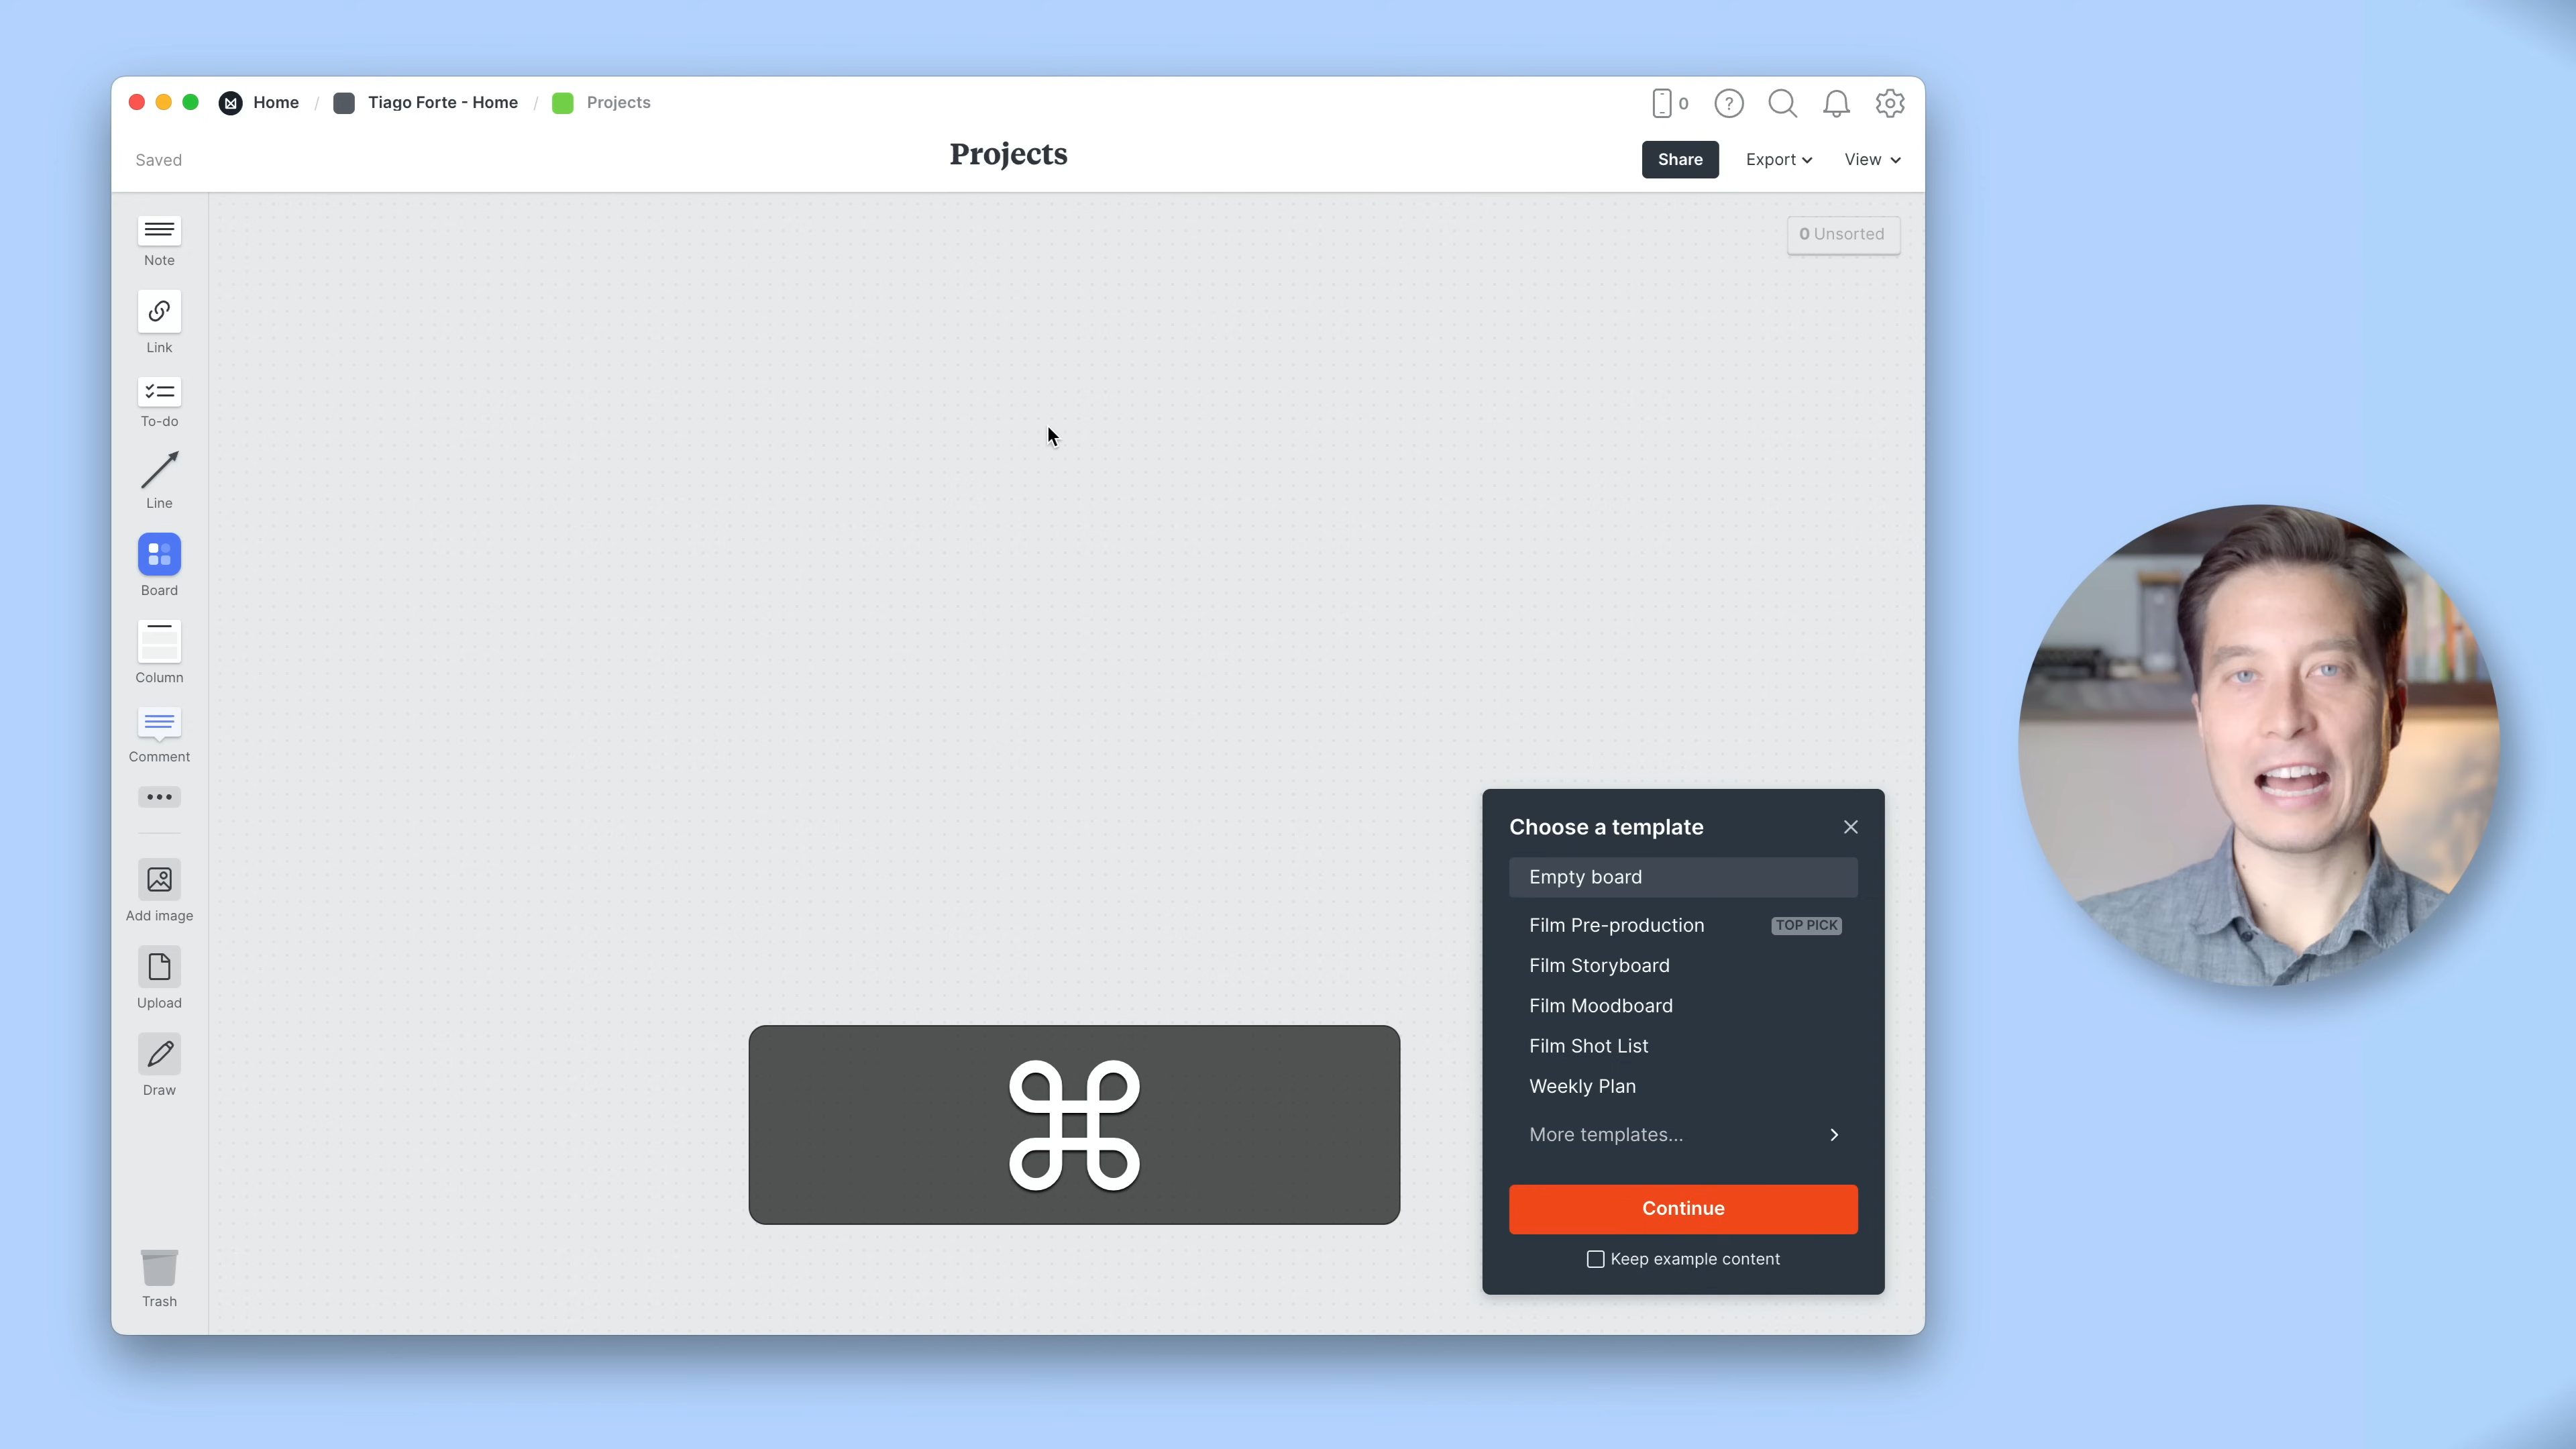 Home / Tiago Forte - Home / Projects
0
?
Saved
Projects
Share
Export
View
0 Unsorted
Note
Link
To-do
Line
Board
Column
Comment
Add image
Upload
Draw
Trash
Choose a template
Empty board
Film Pre-production TOP PICK
Film Storyboard
Film Moodboard
Film Shot List
Weekly Plan
More templates...
Continue
Keep example content
⌘